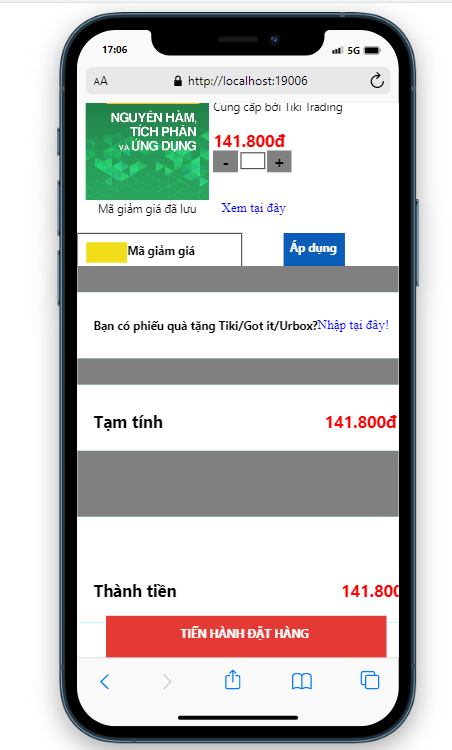 17:06
5G
AA
http://localhost:19006
NGUYÊN HÀM,
TÍCH PHÂN
VÀ ỨNG DỤNG
Cung cấp bởi Tiki Trading
141.800đ
- +
Mã giảm giá đã lưu
Xem tại đây
Mã giảm giá
Áp dụng
Bạn có phiếu quà tặng Tiki/Got it/Urbox?Nhập tại đây!
Tạm tính
141.800đ
Thành tiền
141.800
TIẾN HÀNH ĐẶT HÀNG